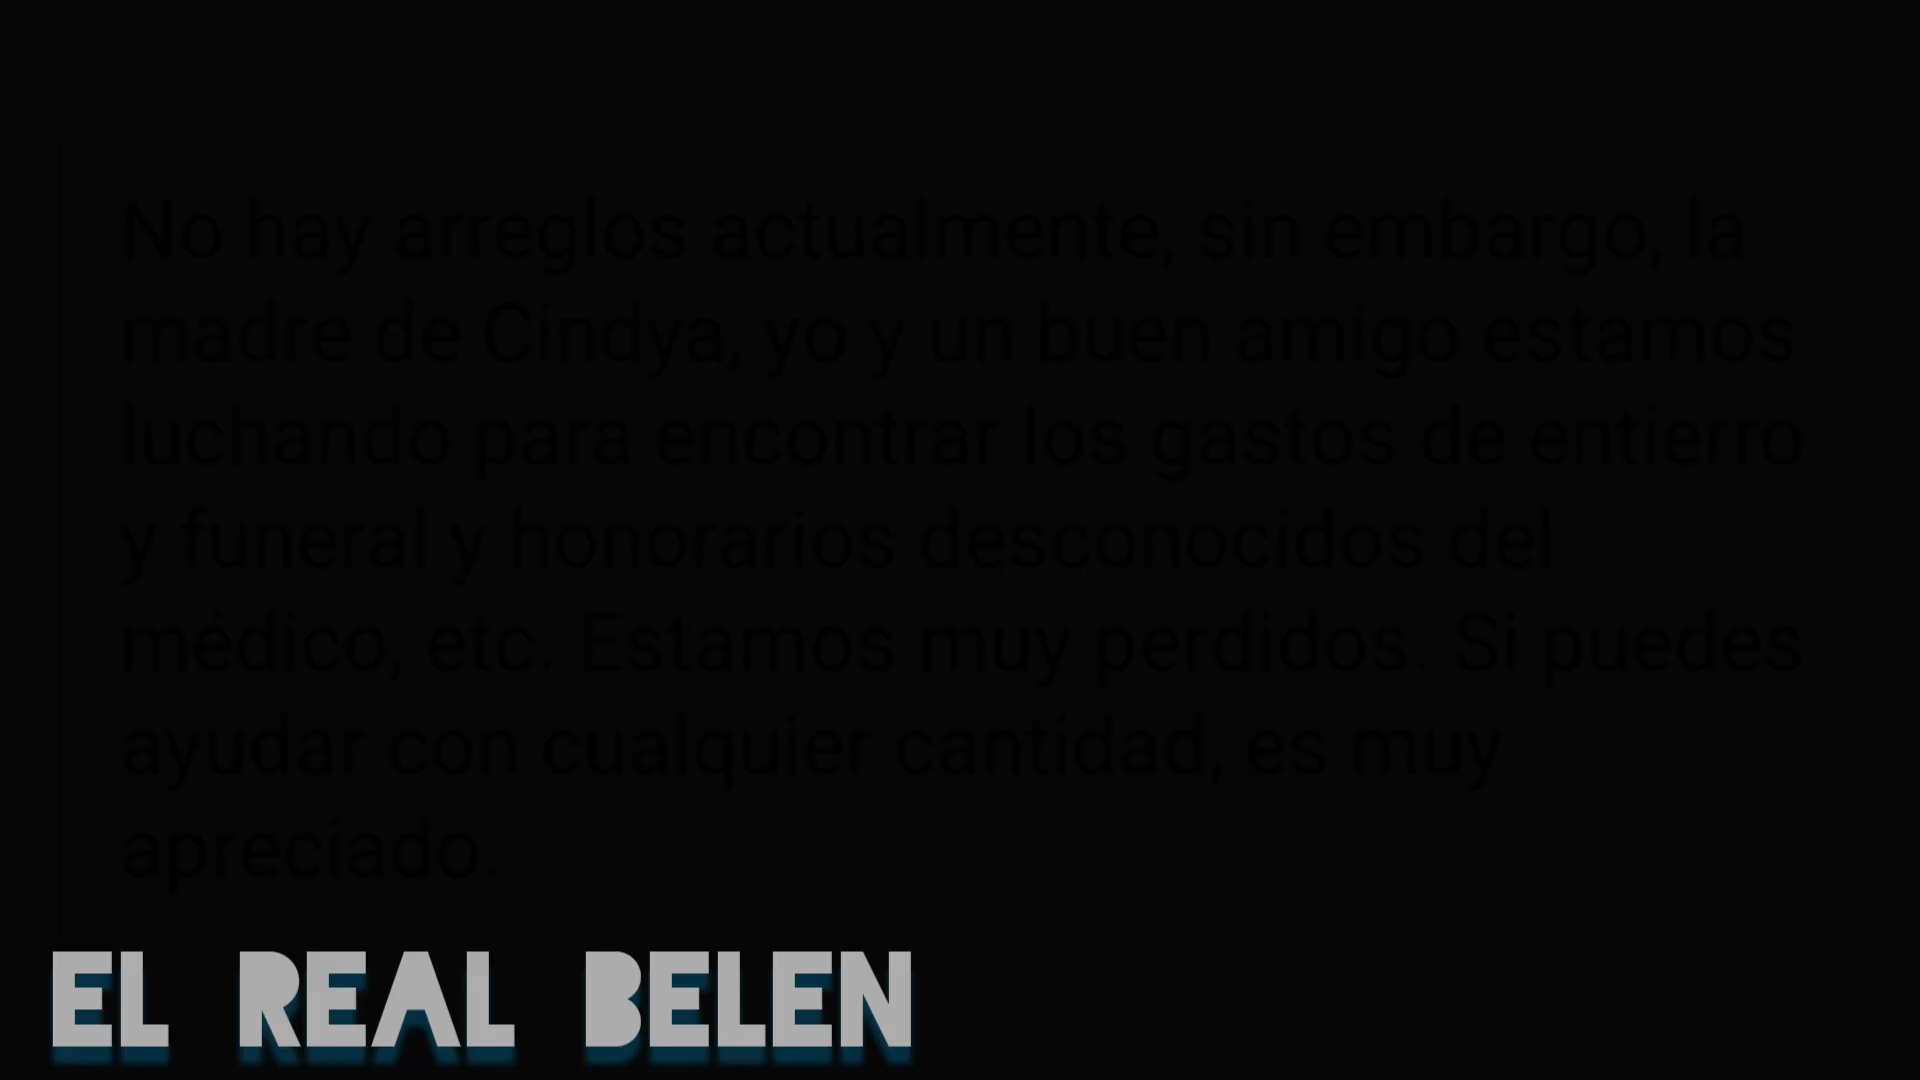 No hay arreglos actualmente, sin embargo, la
madre de Cindya, yo y un buen amigo estamos
luchando para encontrar los gastos de entierro
y funeral y honorarios desconocidos del
médico, etc. Estamos muy perdidos. Si puedes
ayudar con cualquier cantidad, es muy
apreciado.
EL REAL BELEN